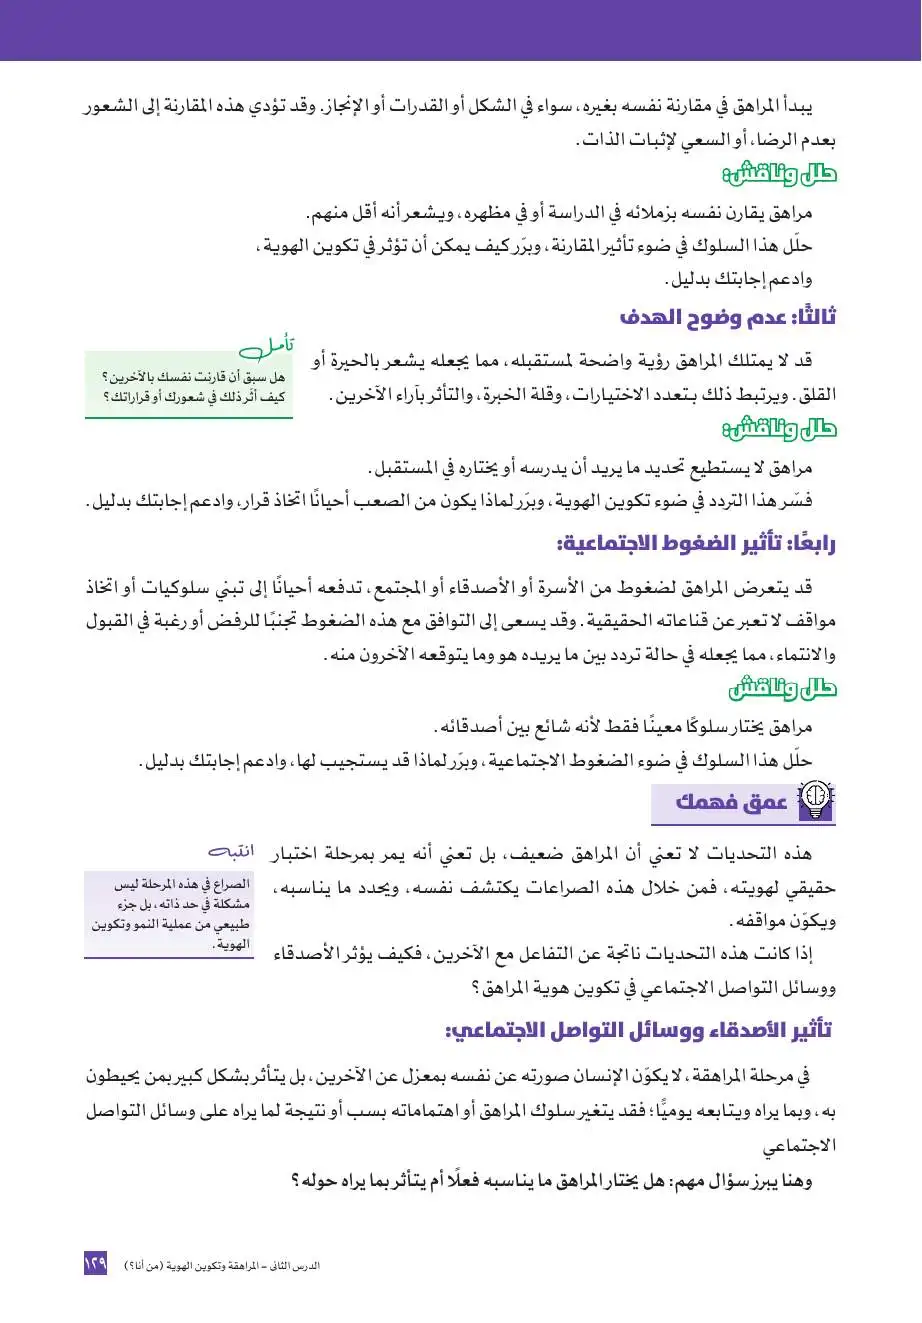 يبدأ المراهق في مقارنة نفسه بغيره، سواء في الشكل أو القدرات أو الإنجاز. وقد تؤدي هذه المقارنة إلى الشعور
بعدم الرضا، أو السعي لإثبات الذات.
حلل وناقش:
مراهق يقارن نفسه بزملائه في الدراسة أو في مظهره، ويشعر أنه أقل منهم.
حلّل هذا السلوك في ضوء تأثير المقارنة، وبرّر كيف يمكن أن تؤثر في تكوين الهوية،
وادعم إجابتك بدليل.
ثالثًا: عدم وضوح الهدف
قد لا يمتلك المراهق رؤية واضحة لمستقبله، مما يجعله يشعر بالحيرة أو
القلق. ويرتبط ذلك بتعدد الاختيارات، وقلة الخبرة، والتأثر بآراء الآخرين.
تأمل
هل سبق أن قارنت نفسك بالآخرين؟
كيف أثر ذلك في شعورك أو قراراتك؟
حلل وناقش:
مراهق لا يستطيع تحديد ما يريد أن يدرسه أو يختاره في المستقبل.
فسّر هذا التردد في ضوء تكوين الهوية، وبرّر لماذا يكون من الصعب أحيانًا اتخاذ قرار، وادعم إجابتك بدليل.
رابعًا: تأثير الضغوط الاجتماعية:
قد يتعرض المراهق لضغوط من الأسرة أو الأصدقاء أو المجتمع، تدفعه أحيانًا إلى تبني سلوكيات أو اتخاذ
مواقف لا تعبر عن قناعاته الحقيقية. وقد يسعى إلى التوافق مع هذه الضغوط تجنبًا للرفض أو رغبة في القبول
والانتماء، مما يجعله في حالة تردد بين ما يريده هو وما يتوقعه الآخرون منه.
حلل وناقش
مراهق يختار سلوكًا معينًا فقط لأنه شائع بين أصدقائه.
حلّل هذا السلوك في ضوء الضغوط الاجتماعية، وبرّر لماذا قد يستجيب لها، وادعم إجابتك بدليل.
عمق فهمك
هذه التحديات لا تعني أن المراهق ضعيف، بل تعني أنه يمر بمرحلة اختبار
حقيقي لهويته، فمن خلال هذه الصراعات يكتشف نفسه، ويحدد ما يناسبه،
ويكوّن مواقفه.
انتبه
الصراع في هذه المرحلة ليس
مشكلة في حد ذاته، بل جزء
طبيعي من عملية النمو وتكوين
الهوية.
إذا كانت هذه التحديات ناتجة عن التفاعل مع الآخرين، فكيف يؤثر الأصدقاء
ووسائل التواصل الاجتماعي في تكوين هوية المراهق؟
تأثير الأصدقاء ووسائل التواصل الاجتماعي:
في مرحلة المراهقة، لا يكوّن الإنسان صورته عن نفسه بمعزل عن الآخرين، بل يتأثر بشكل كبير بمن يحيطون
به، وبما يراه ويتابعه يوميًّا؛ فقد يتغير سلوك المراهق أو اهتماماته بسب أو نتيجة لما يراه على وسائل التواصل
الاجتماعي
وهنا يبرز سؤال مهم: هل يختار المراهق ما يناسبه فعلًا أم يتأثر بما يراه حوله؟
الدرس الثانى - المراهقة وتكوين الهوية (من أنا؟)
١٢٩